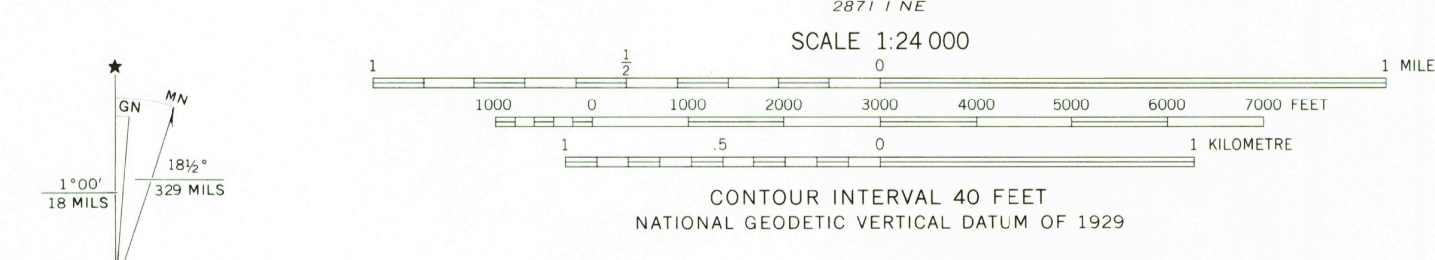 2871 I NE
SCALE 1:24 000
1 1/2 0 1 MILE
1000 0 1000 2000 3000 4000 5000 6000 7000 FEET
1 .5 0 1 KILOMETRE
CONTOUR INTERVAL 40 FEET
NATIONAL GEODETIC VERTICAL DATUM OF 1929
★
GN
MN
1°00′
18 MILS
18½°
329 MILS